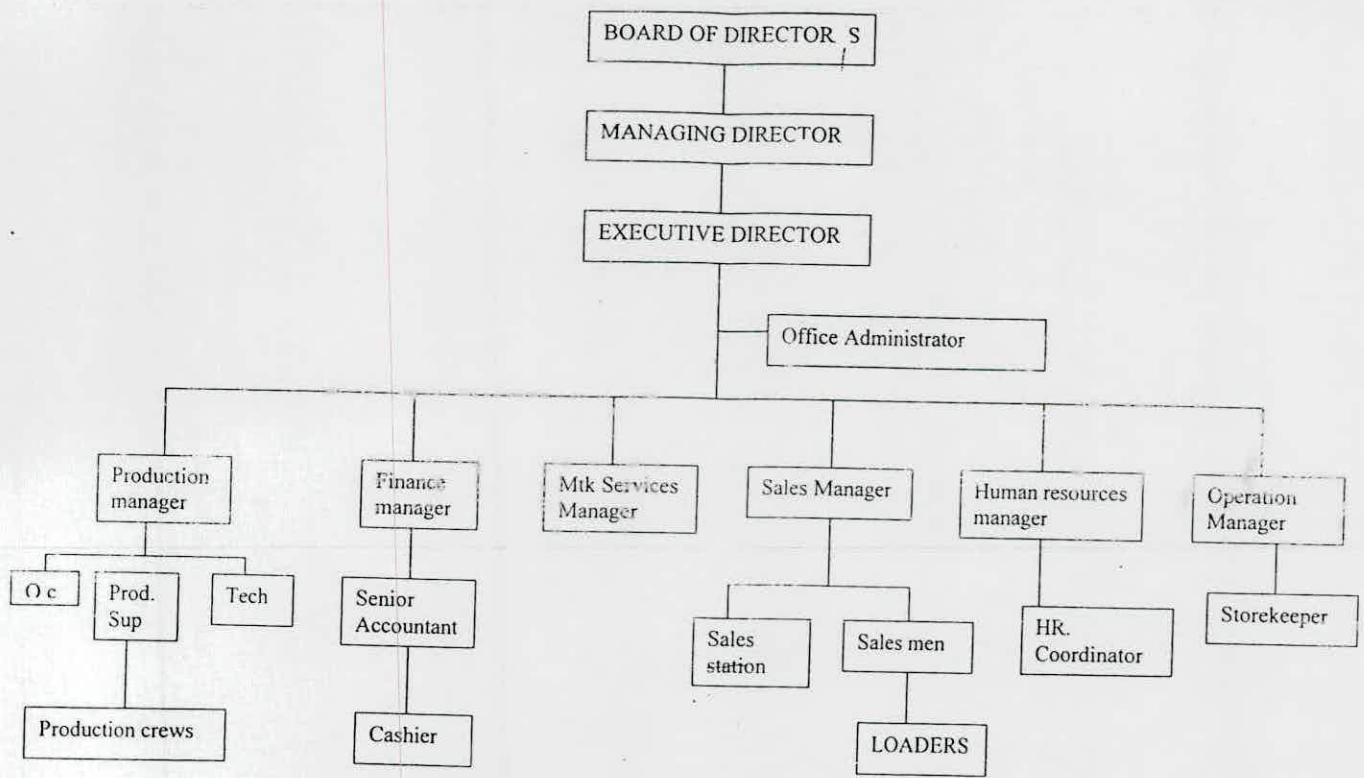 BOARD OF DIRECTOR S
MANAGING DIRECTOR
EXECUTIVE DIRECTOR
Office Administrator
Production
manager
Finance
manager
Mtk Services
Manager
Sales Manager
Human resources
manager
Operation
Manager
O c
Prod.
Sup
Tech
Senior
Accountant
Sales
station
Sales men
HR.
Coordinator
Storekeeper
Production crews
Cashier
LOADERS